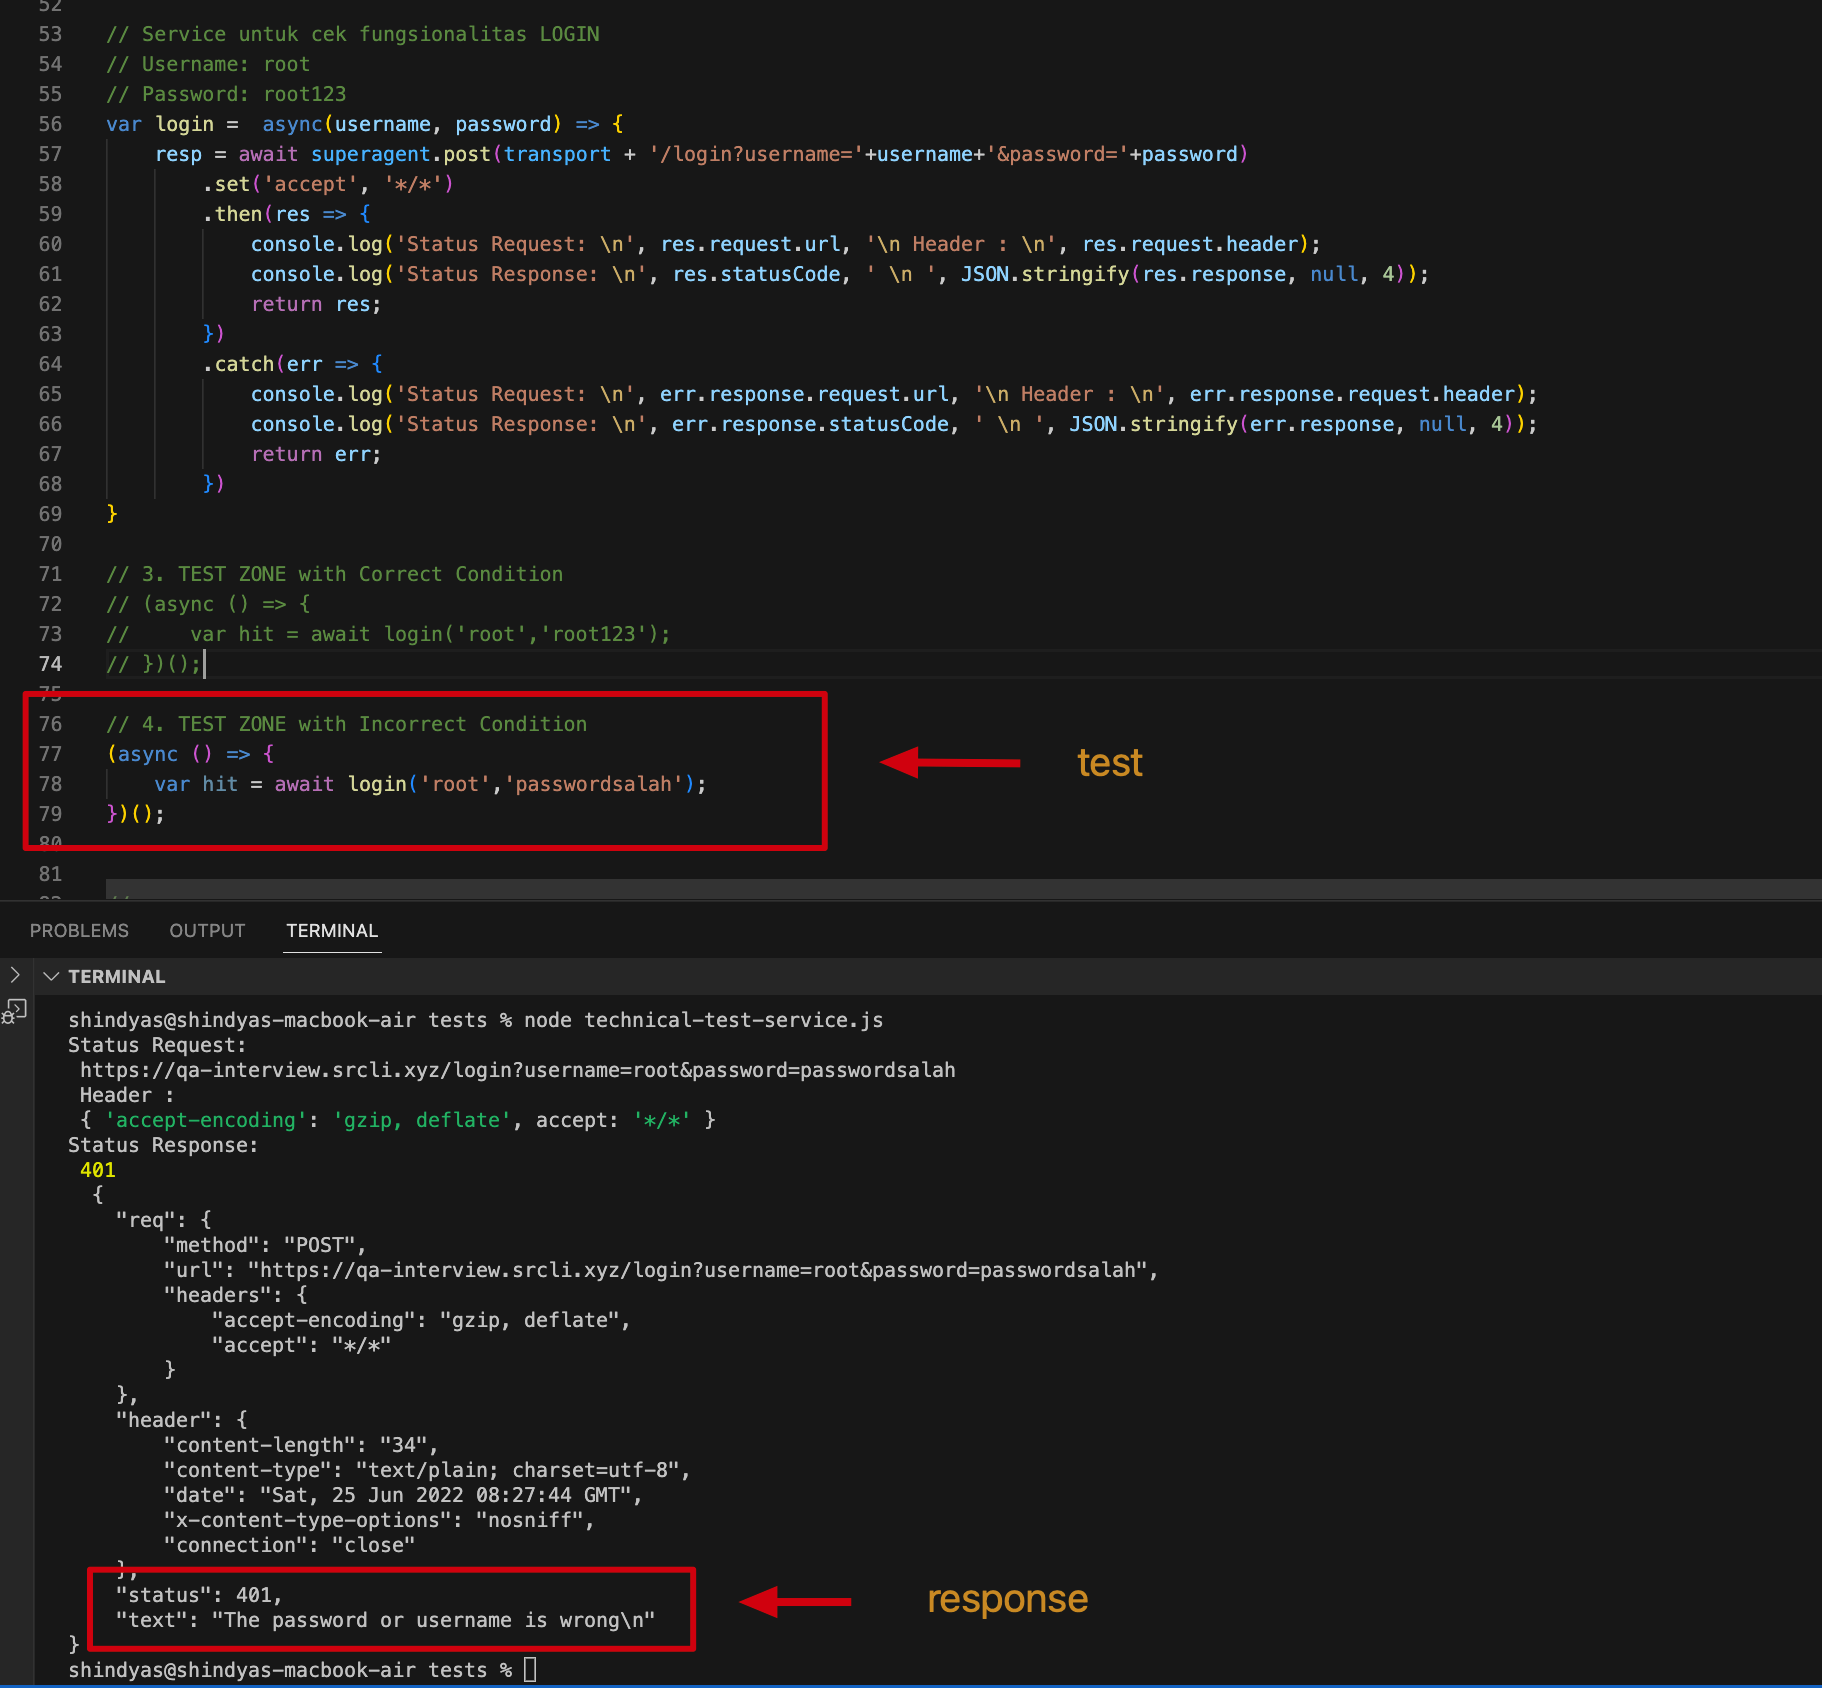 52
53 // Service untuk cek fungsionalitas LOGIN
54 // Username: root
55 // Password: root123
56 var login =  async(username, password) => {
57     resp = await superagent.post(transport + '/login?username='+username+'&password='+password)
58         .set('accept', '*/*')
59         .then(res => {
60             console.log('Status Request: \n', res.request.url, '\n Header : \n', res.request.header);
61             console.log('Status Response: \n', res.statusCode, ' \n ', JSON.stringify(res.response, null, 4));
62             return res;
63         })
64         .catch(err => {
65             console.log('Status Request: \n', err.response.request.url, '\n Header : \n', err.response.request.header);
66             console.log('Status Response: \n', err.response.statusCode, ' \n ', JSON.stringify(err.response, null, 4));
67             return err;
68         })
69 }
70
71 // 3. TEST ZONE with Correct Condition
72 // (async () => {
73 //     var hit = await login('root','root123');
74 // })();
75
76 // 4. TEST ZONE with Incorrect Condition
77 (async () => {
78     var hit = await login('root','passwordsalah');
79 })();
test
80
81
PROBLEMS OUTPUT TERMINAL
TERMINAL
shindyas@shindyas-macbook-air tests % node technical-test-service.js
Status Request:
 https://qa-interview.srcli.xyz/login?username=root&password=passwordsalah
 Header :
 { 'accept-encoding': 'gzip, deflate', accept: '*/*' }
Status Response:
 401
  {
    "req": {
        "method": "POST",
        "url": "https://qa-interview.srcli.xyz/login?username=root&password=passwordsalah",
        "headers": {
            "accept-encoding": "gzip, deflate",
            "accept": "*/*"
        }
    },
    "header": {
        "content-length": "34",
        "content-type": "text/plain; charset=utf-8",
        "date": "Sat, 25 Jun 2022 08:27:44 GMT",
        "x-content-type-options": "nosniff",
        "connection": "close"
    },
    "status": 401,
    "text": "The password or username is wrong\n"
}
response
shindyas@shindyas-macbook-air tests %